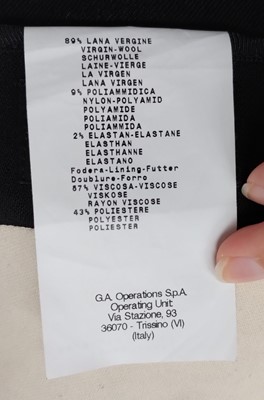 89% LANA VERGINE
VIRGIN-WOOL
SCHURWOLLE
LAINE-VIERGE
LA VIRGEN
LANA VIRGEN
9% POLIAMMIDICA
NYLON-POLYAMID
POLYAMIDE
POLIAMIDA
POLIAMMIDA
2% ELASTAN-ELASTANE
ELASTHAN
ELASTHANNE
ELASTANO
Fodera-Lining-Futter
Doublure-Forro
57% VISCOSA-VISCOSE
VISKOSE
RAYON VISCOSE
43% POLIESTERE
POLYESTER
POLIESTER
G.A. Operations S.p.A.
Operating Unit:
Via Stazione, 93
36070 - Trissino (VI)
(Italy)